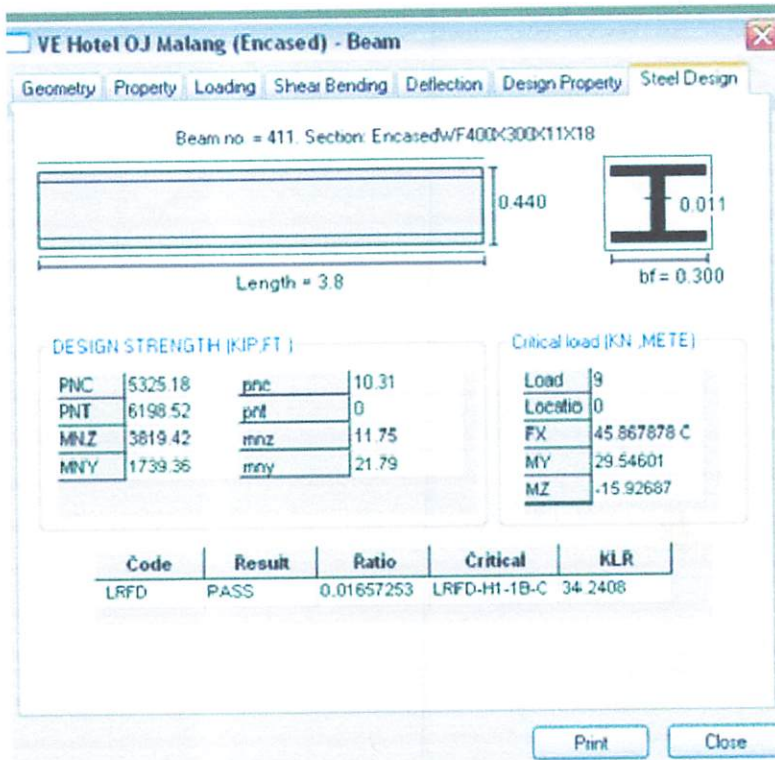 VE Hotel OJ Malang (Encased) - Beam
Geometry Property Loading Shear Bending Deflection Design Property Steel Design
Beam no. = 411. Section: EncasedWF400X300X11X18
0.440
0.011
Length = 3.8
bf = 0.300
DESIGN STRENGTH (KIP,FT )
PNC 5325.18 pnc 10.31
PNT 6198.52 pnt 0
MNZ 3819.42 mnz 11.75
MNY 1739.36 mny 21.79
Critical load (KN ,METE)
Load 9
Locatio 0
FX 45.867878 C
MY 29.54601
MZ -15.92687
Code Result Ratio Critical KLR
LRFD PASS 0.01657253 LRFD-H1-1B-C 34.2408
Print Close